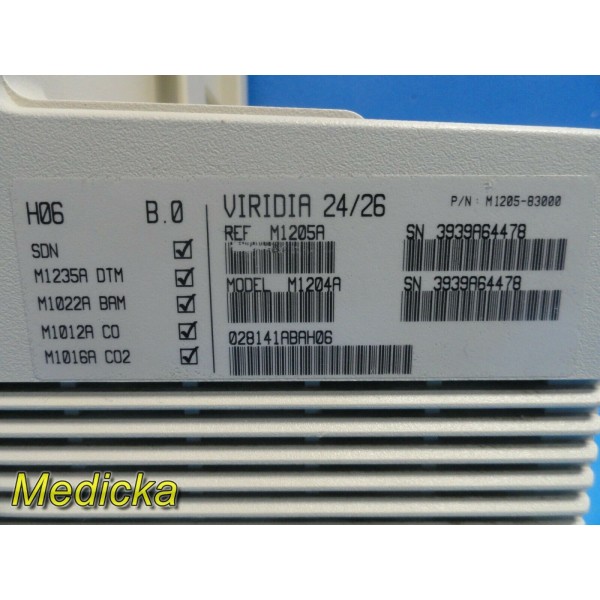 H06 B.0
SDN ☑
M1235A DTM ☑
M1022A BAM ☑
M1012A CO ☑
M1016A CO2 ☑
VIRIDIA 24/26 P/N: M1205-83000
REF M1205A SN 3939A64478
MODEL M1204A SN 3939A64478
028141ABAH06
Medicka